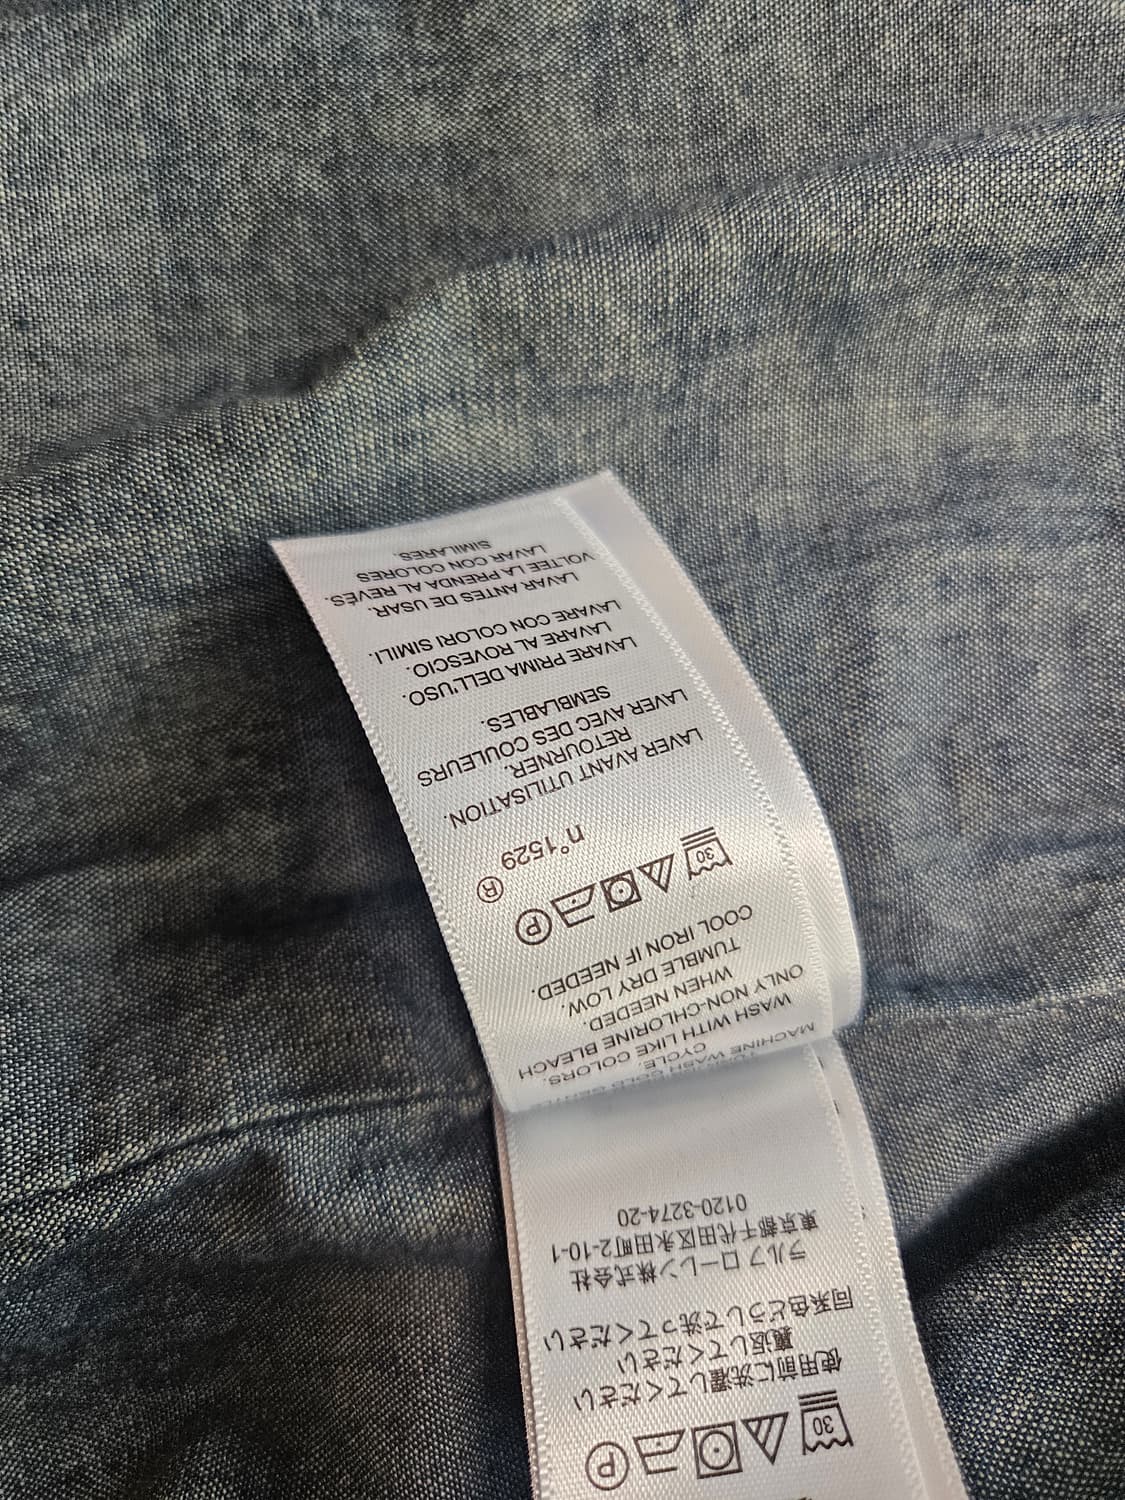 30 P
使用前に洗濯してください
裏返してください
同系色どうしで洗ってください
ラルフ ローレン株式会社
東京都千代田区永田町2-10-1
0120-3274-20
MACHINE WASH COLD GENTLE
CYCLE.
WASH WITH LIKE COLORS.
ONLY NON-CHLORINE BLEACH
WHEN NEEDED.
TUMBLE DRY LOW.
COOL IRON IF NEEDED.
30 P
n°1529 ®
LAVER AVANT UTILISATION.
RETOURNER.
LAVER AVEC DES COULEURS
SEMBLABLES.
LAVARE PRIMA DELL'USO.
LAVARE AL ROVESCIO.
LAVARE CON COLORI SIMILI.
LAVAR ANTES DE USAR.
VOLTEE LA PRENDA AL REVÉS.
LAVAR CON COLORES
SIMILARES.